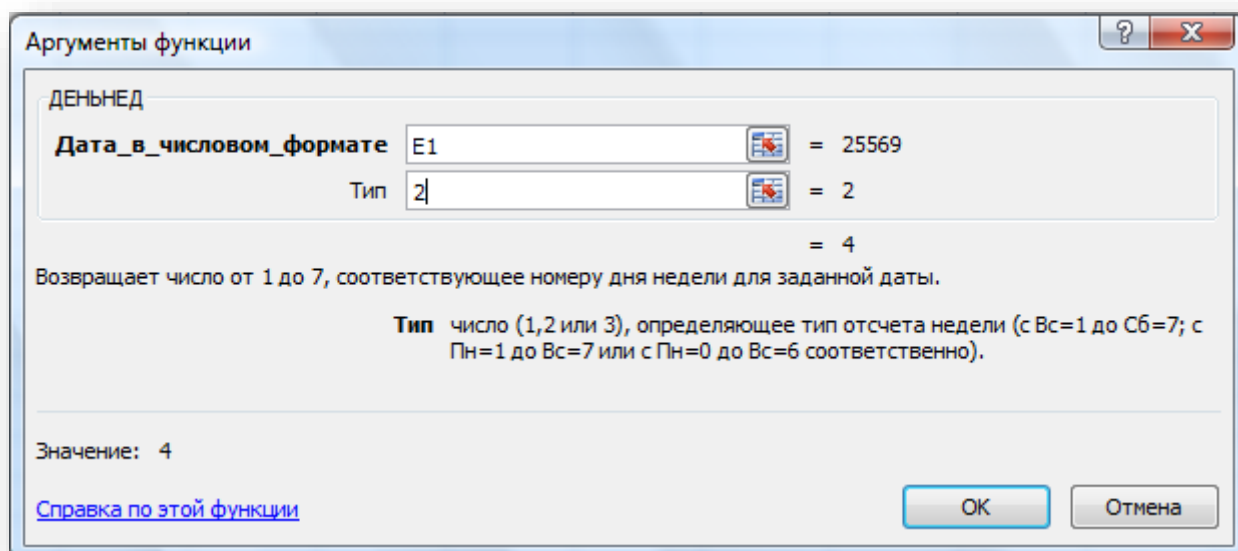 Аргументы функции
ДЕНЬНЕД
Дата_в_числовом_формате E1 = 25569
Тип 2 = 2
= 4
Возвращает число от 1 до 7, соответствующее номеру дня недели для заданной даты.
Тип число (1,2 или 3), определяющее тип отсчета недели (с Вс=1 до Сб=7; с
Пн=1 до Вс=7 или с Пн=0 до Вс=6 соответственно).
Значение: 4
Справка по этой функции ОК Отмена